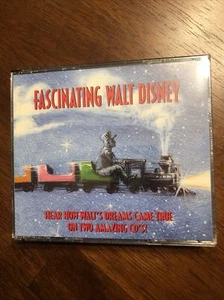 FASCINATING WALT DISNEY
HEAR HOW WALT'S DREAMS CAME TRUE
ON TWO AMAZING CD'S!